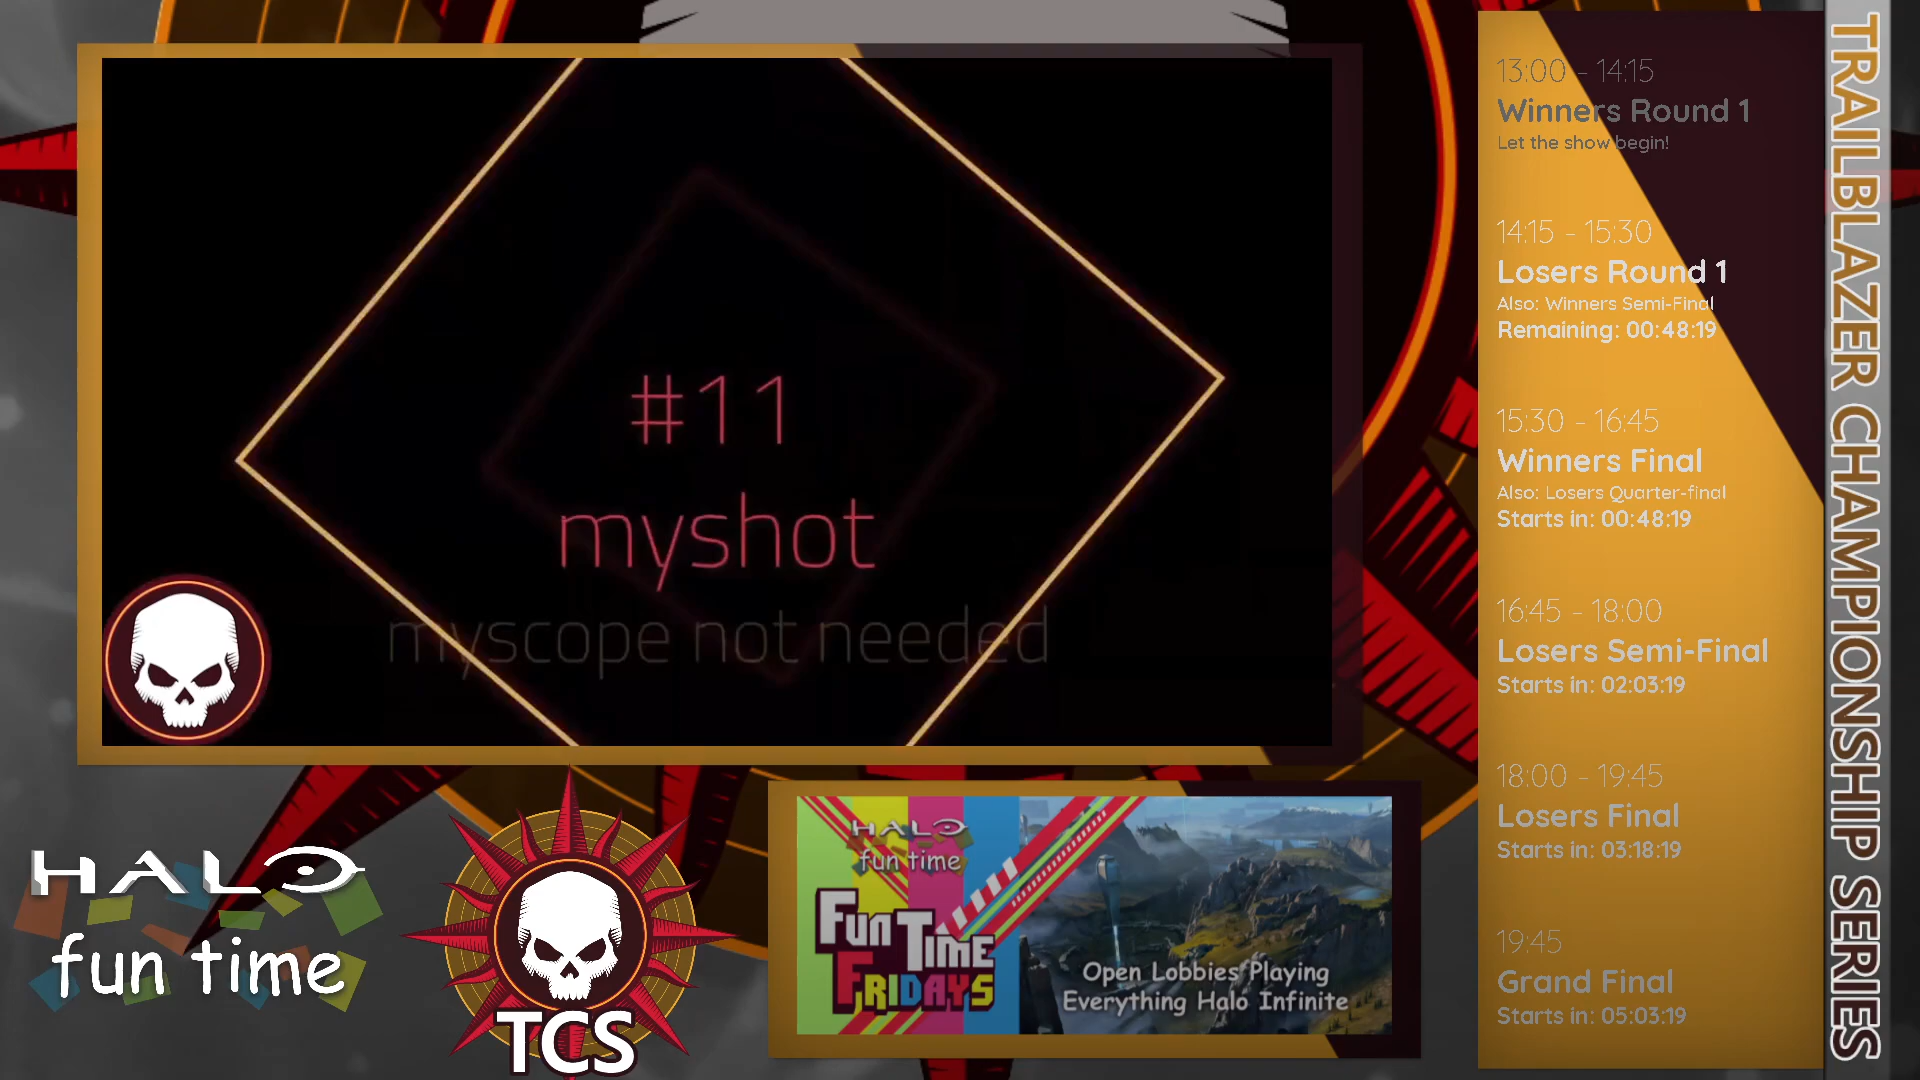 #11
myshot
myscope not needed
HALO
fun time
TCS
HALO
fun time
FUN TIME
FRIDAYS
Open Lobbies Playing
Everything Halo Infinite
13:00 - 14:15
Winners Round 1
Let the show begin!
14:15 - 15:30
Losers Round 1
Also: Winners Semi-Final
Remaining: 00:48:19
15:30 - 16:45
Winners Final
Also: Losers Quarter-final
Starts in: 00:48:19
16:45 - 18:00
Losers Semi-Final
Starts in: 02:03:19
18:00 - 19:45
Losers Final
Starts in: 03:18:19
19:45
Grand Final
Starts in: 05:03:19
TRAILBLAZER CHAMPIONSHIP SERIES